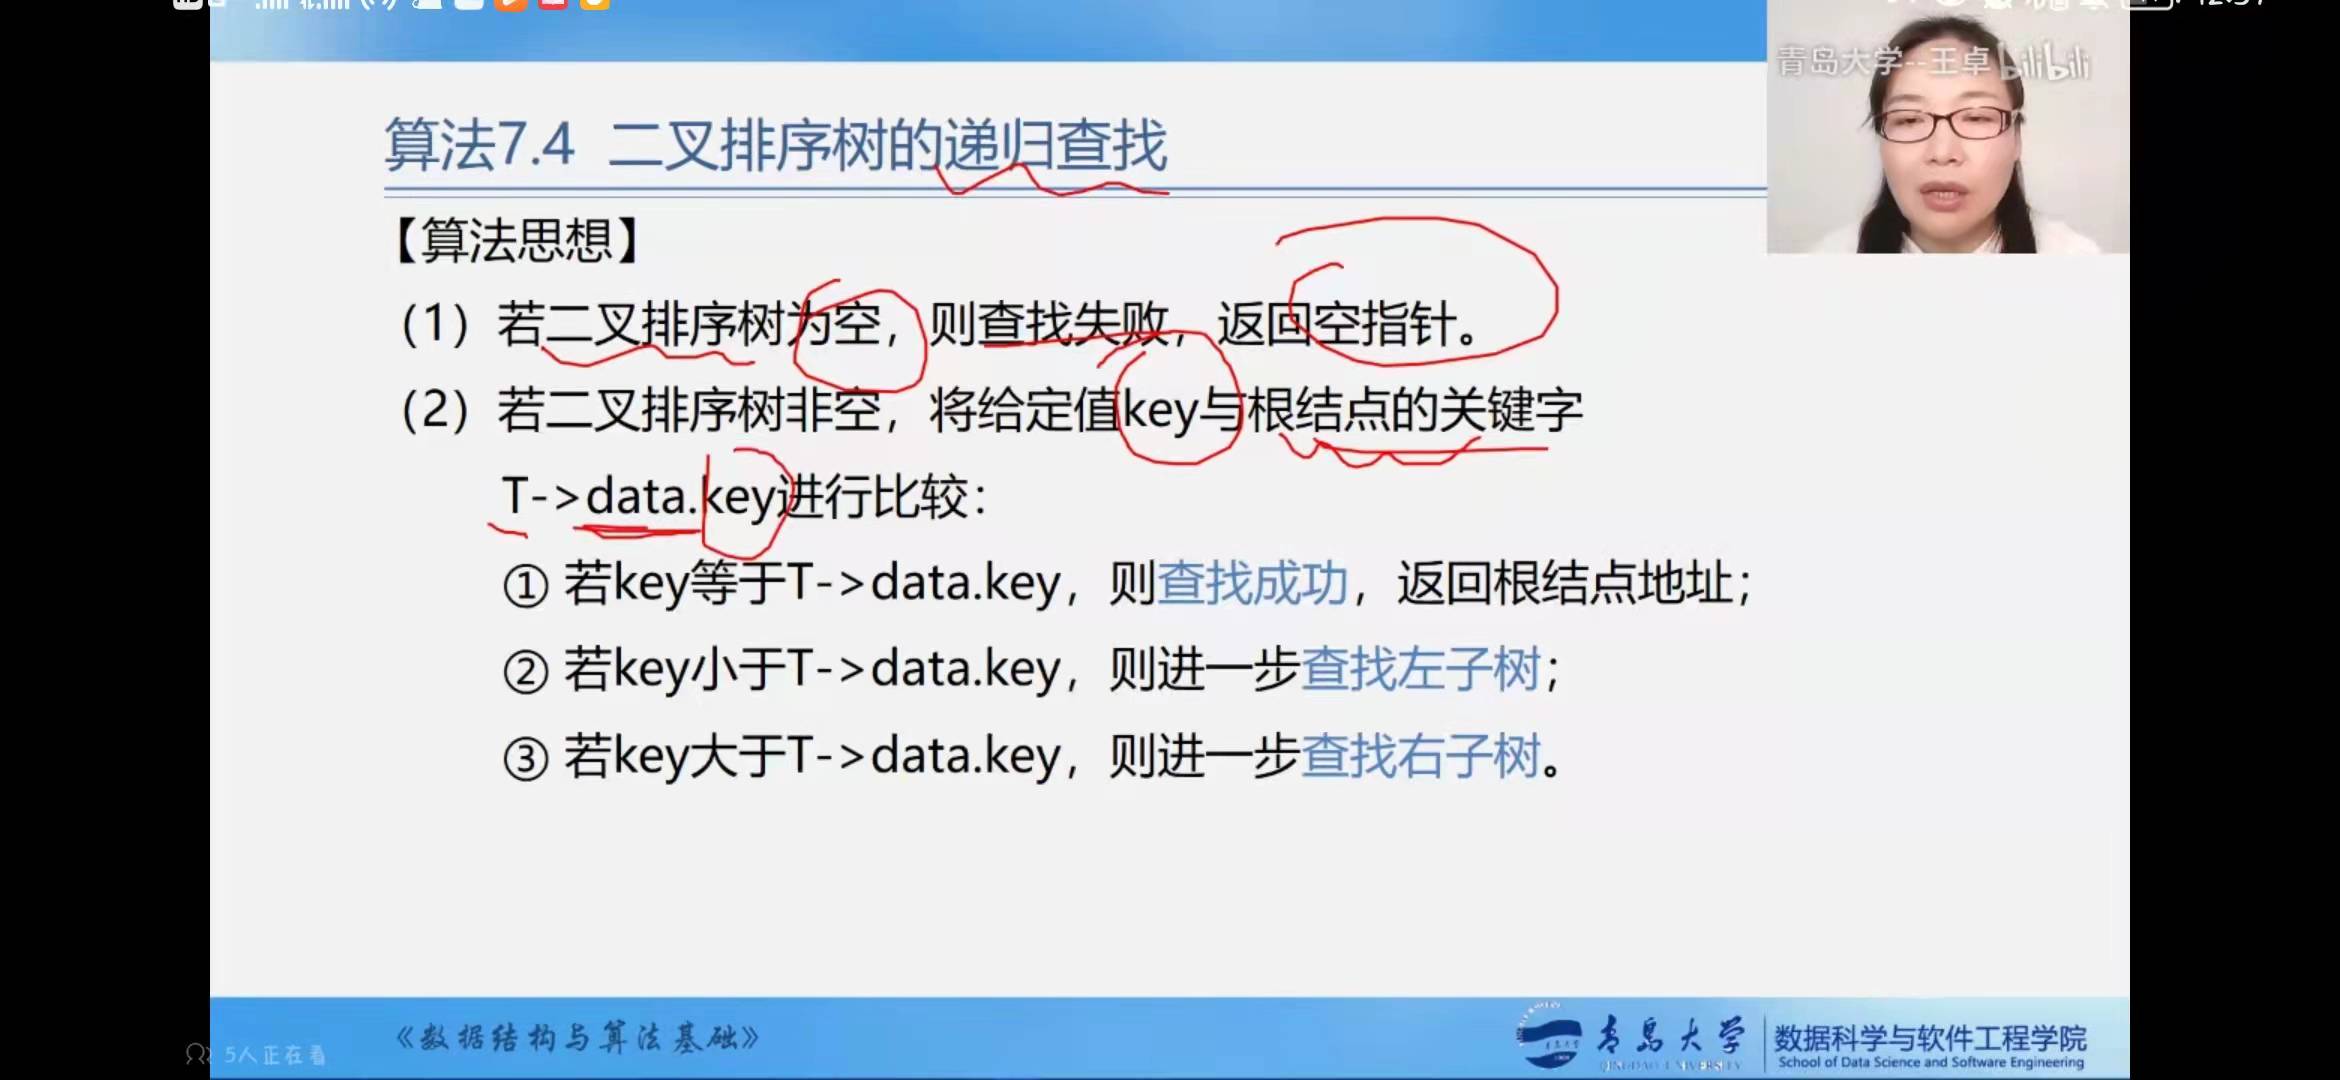 青岛大学--王卓 bilibili
算法7.4 二叉排序树的递归查找
【算法思想】
（1）若二叉排序树为空，则查找失败，返回空指针。
（2）若二叉排序树非空，将给定值key与根结点的关键字
T->data.key进行比较：
① 若key等于T->data.key，则查找成功，返回根结点地址；
② 若key小于T->data.key，则进一步查找左子树；
③ 若key大于T->data.key，则进一步查找右子树。
5人正在看
《数据结构与算法基础》
青岛大学
QINGDAO UNIVERSITY
数据科学与软件工程学院
School of Data Science and Software Engineering